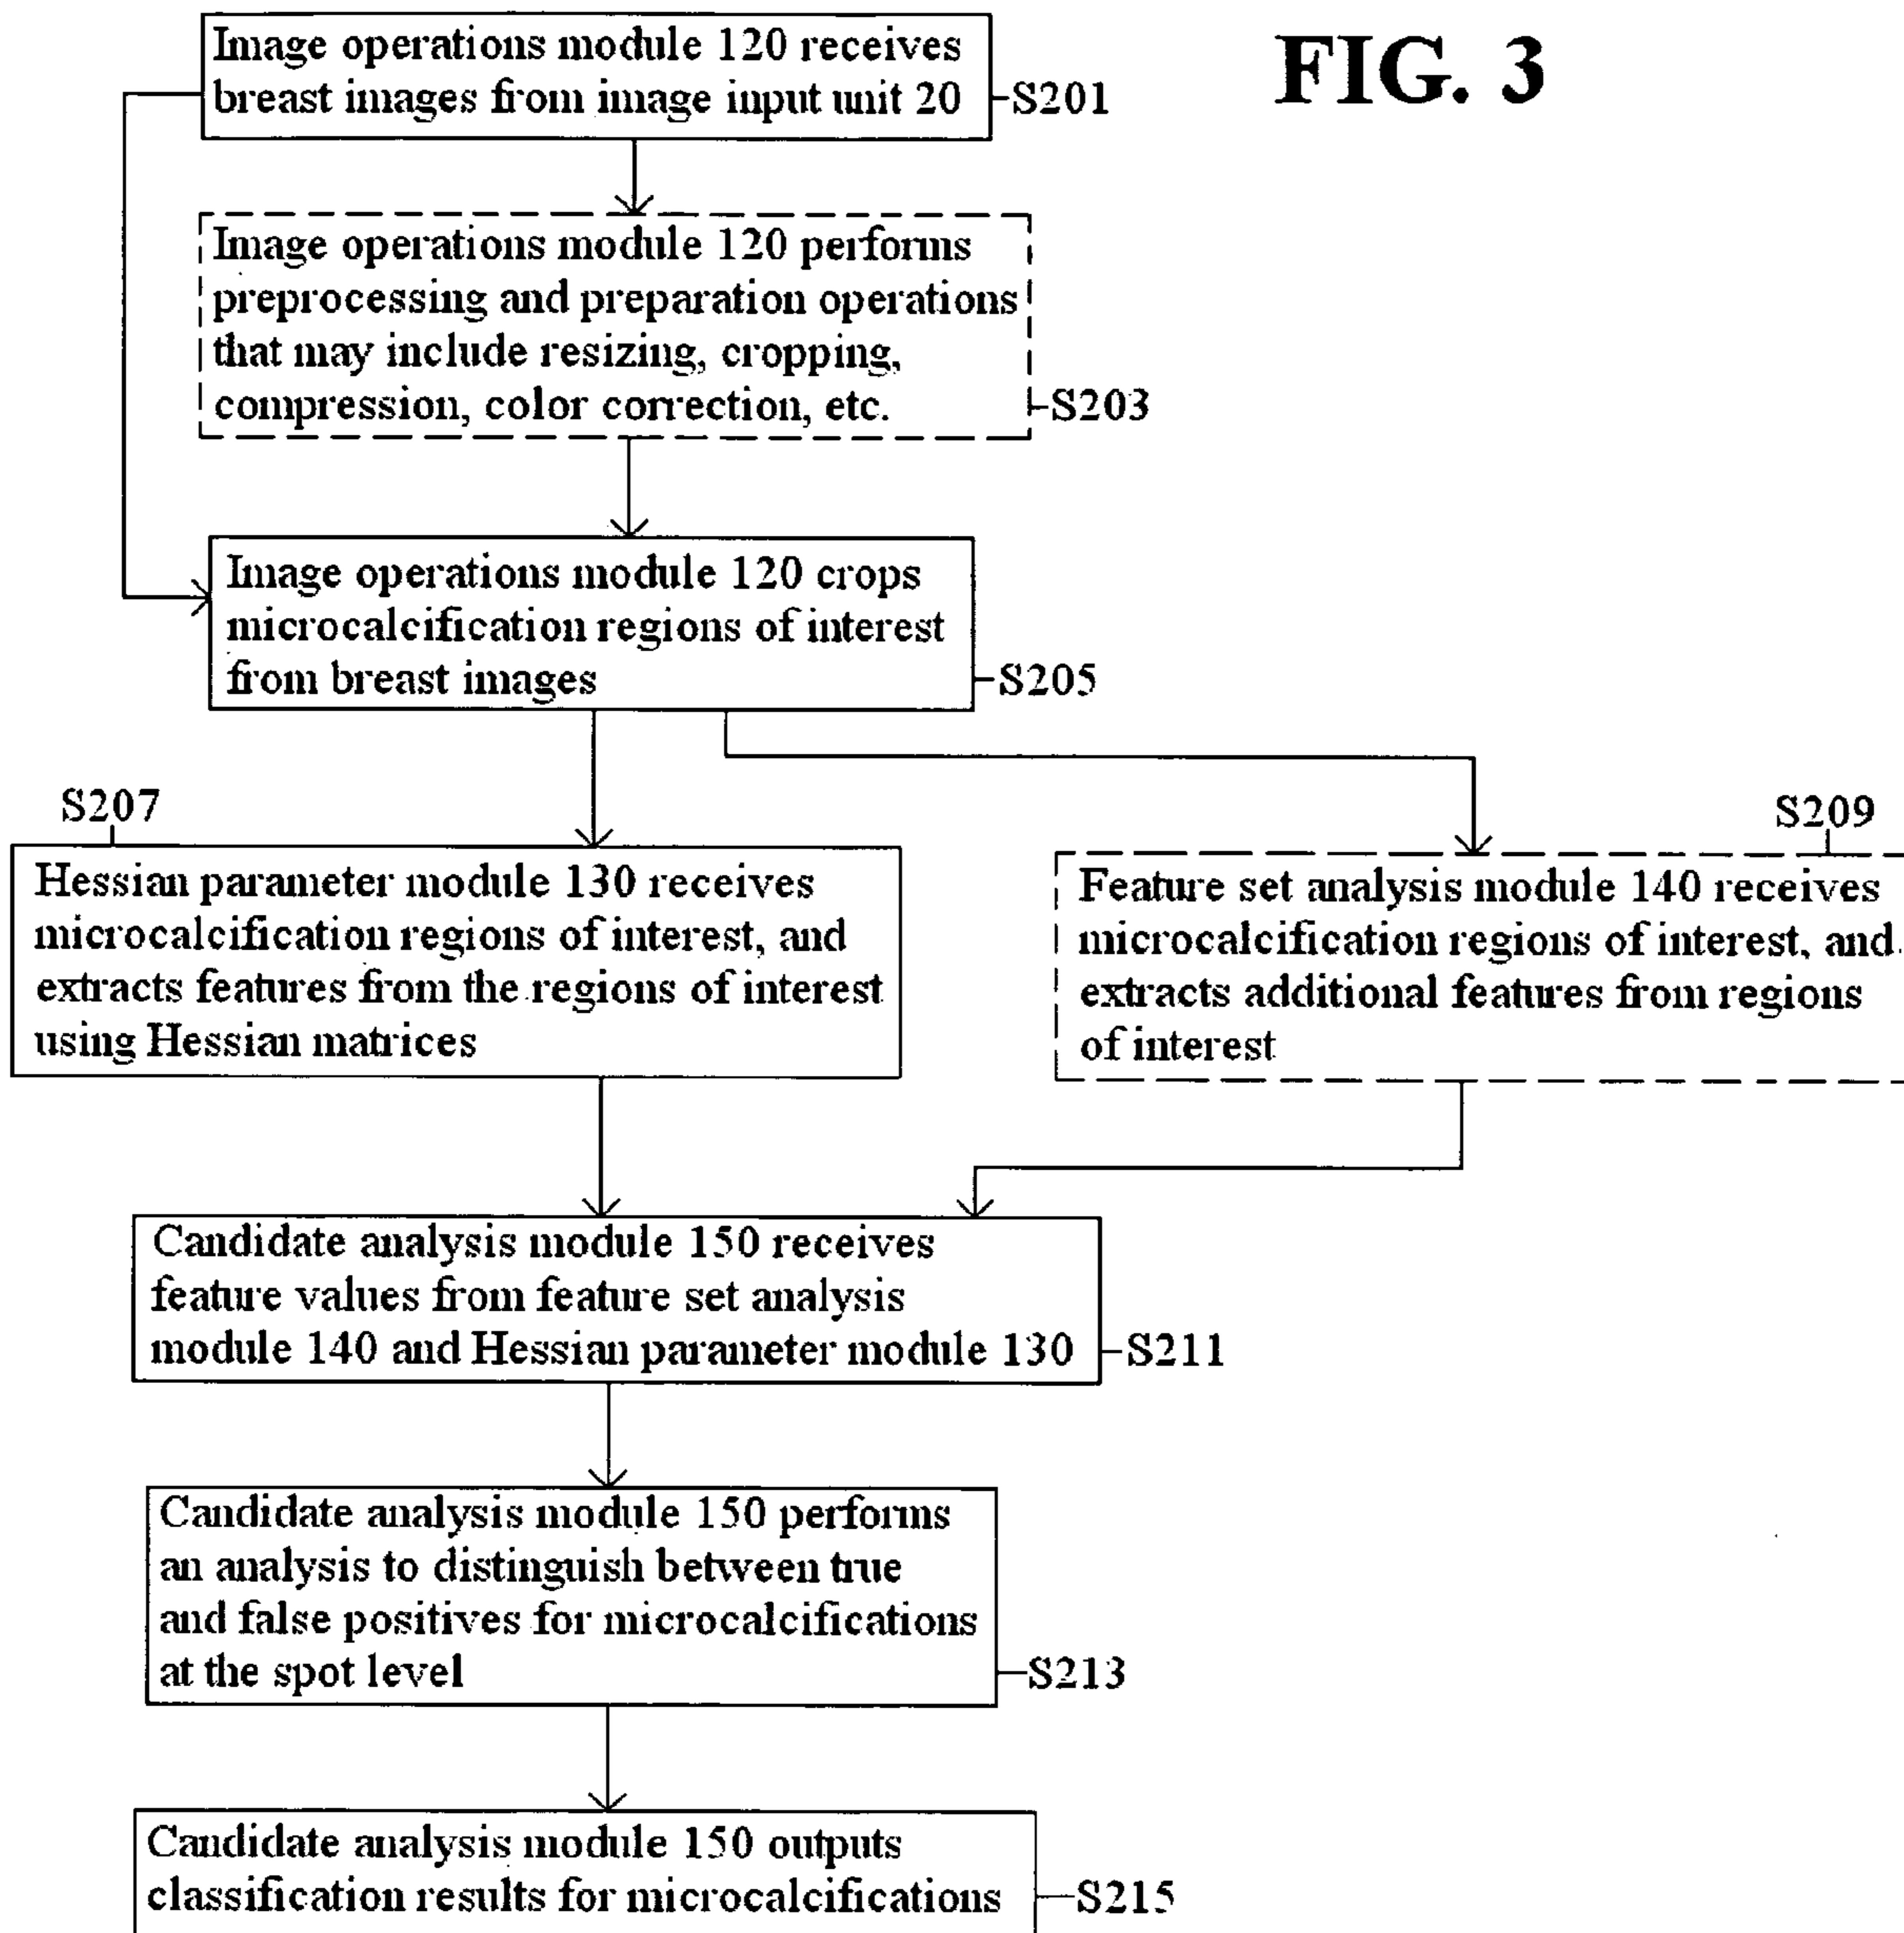 FIG. 3
Image operations module 120 receives
breast images from image input unit 20
S201
Image operations module 120 performs
preprocessing and preparation operations
that may include resizing, cropping,
compression, color correction, etc.
S203
Image operations module 120 crops
microcalcification regions of interest
from breast images
S205
S207
Hessian parameter module 130 receives
microcalcification regions of interest, and
extracts features from the regions of interest
using Hessian matrices
S209
Feature set analysis module 140 receives
microcalcification regions of interest, and
extracts additional features from regions
of interest
Candidate analysis module 150 receives
feature values from feature set analysis
module 140 and Hessian parameter module 130
S211
Candidate analysis module 150 performs
an analysis to distinguish between true
and false positives for microcalcifications
at the spot level
S213
Candidate analysis module 150 outputs
classification results for microcalcifications
S215